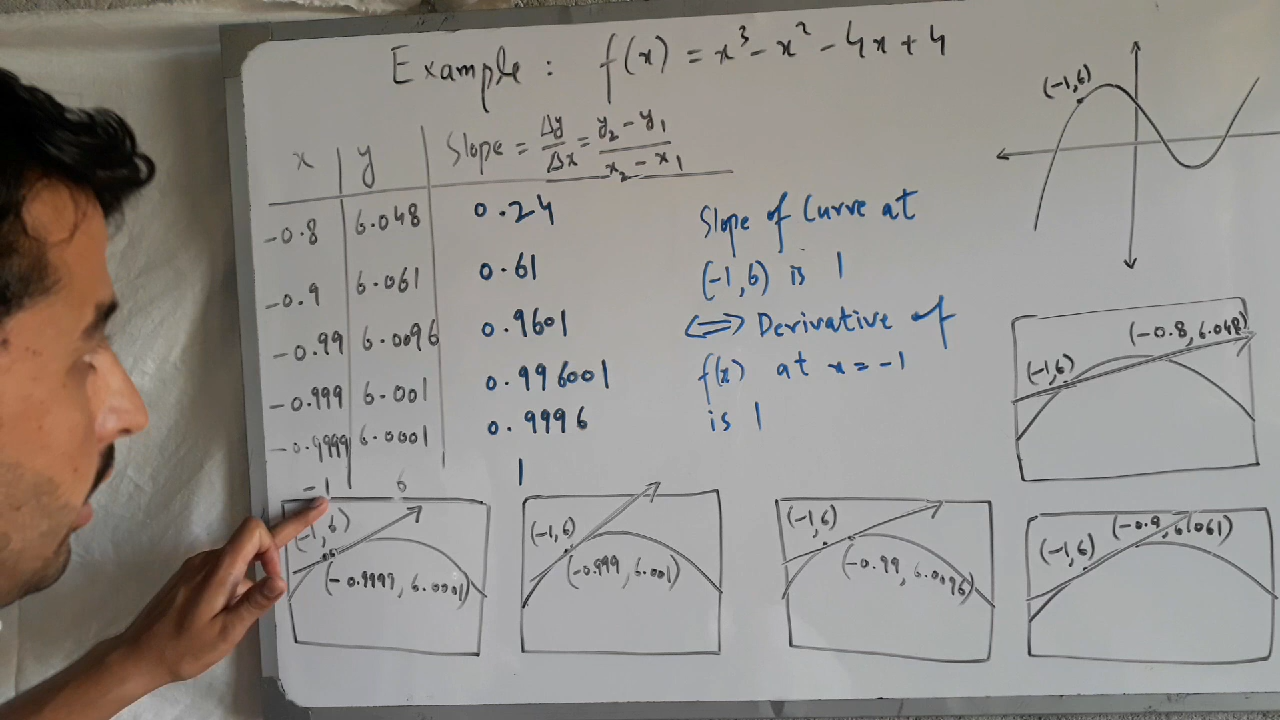 Example : f(x) = x³ - x² - 4x + 4
x y Slope = Δy/Δx = y₂ - y₁/x₂ - x₁
-0.8 6.048 0.24
-0.9 6.061 0.61
-0.99 6.0096 0.9601
-0.999 6.001 0.996001
-0.9999 6.0001 0.9996
-1 6 1
Slope of Curve at
(-1,6) is 1
⟺ Derivative of
f(x) at x = -1
is 1
(-1,6)
(-1,6) (-0.8, 6.048)
(-1,6)
(-0.9999, 6.0001)
(-1,6)
(-0.999, 6.001)
(-1,6)
(-0.99, 6.0096)
(-1,6) (-0.9, 6.061)